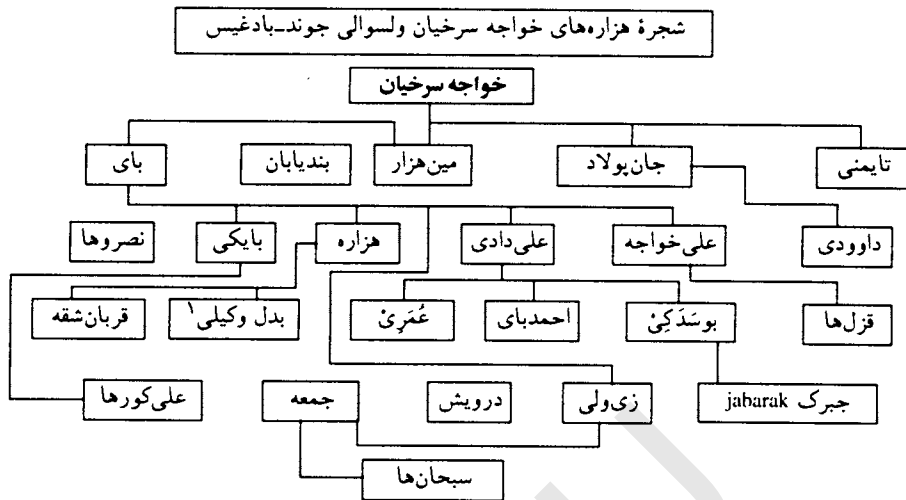 شجرهٔ هزاره‌های خواجه سرخیان ولسوالی جوند-بادغیس
خواجه سرخیان
تایمنی جان‌پولاد مین‌هزار بندیابان بای
داوودی علی‌خواجه علی‌دادی هزاره بایکی نصروها
قزل‌ها بوسَدَکِیْ احمدبای عُمَرِیْ بدل وکیلی۱ قربان‌شقه
جبرک jabarak زی‌ولی درویش جمعه علی‌کورها
سبحان‌ها